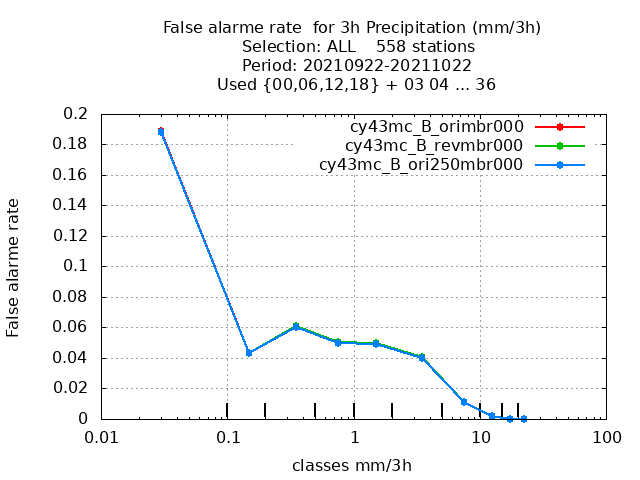 False alarme rate  for 3h Precipitation (mm/3h)
Selection: ALL    558 stations
Period: 20210922-20211022
Used {00,06,12,18} + 03 04 ... 36
cy43mc_B_orimbr000
cy43mc_B_revmbr000
cy43mc_B_ori250mbr000
False alarme rate
0.2
0.18
0.16
0.14
0.12
0.1
0.08
0.06
0.04
0.02
0
0.01 0.1 1 10 100
classes mm/3h